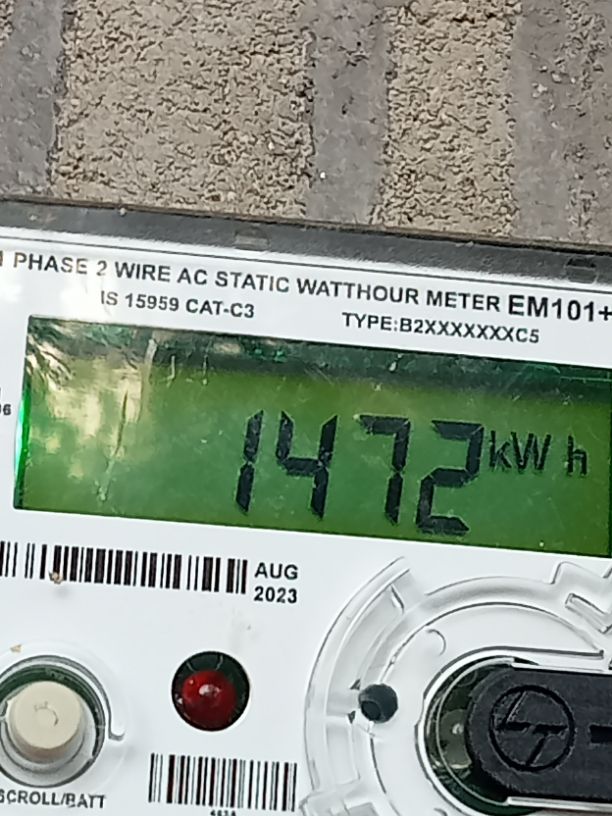 PHASE 2 WIRE AC STATIC WATTHOUR METER EM101+
IS 15959 CAT-C3
TYPE:B2XXXXXXXC5
1472 kWh
AUG
2023
SCROLL/BATT